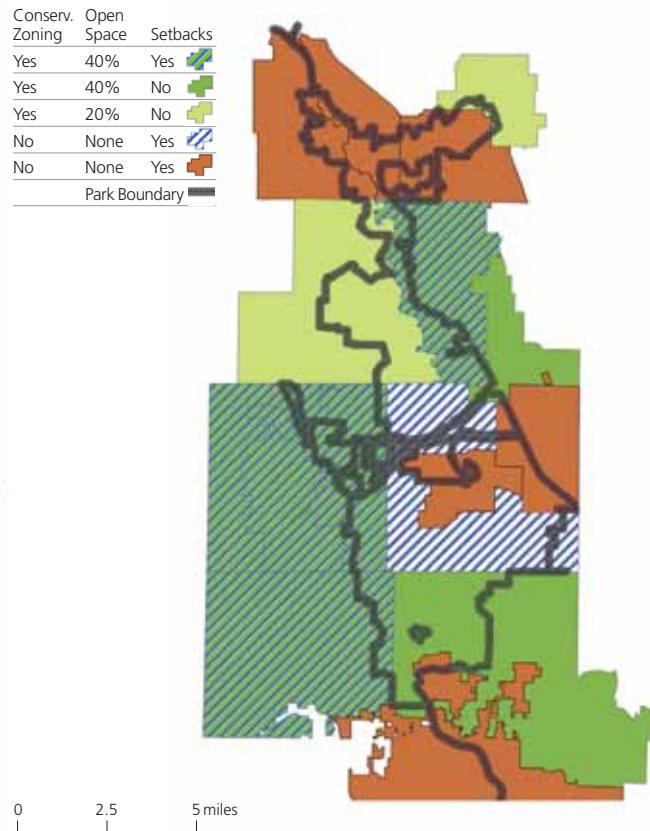 Conserv. Open
Zoning Space Setbacks
Yes 40% Yes
Yes 40% No
Yes 20% No
No None Yes
No None Yes
Park Boundary
0 2.5 5 miles